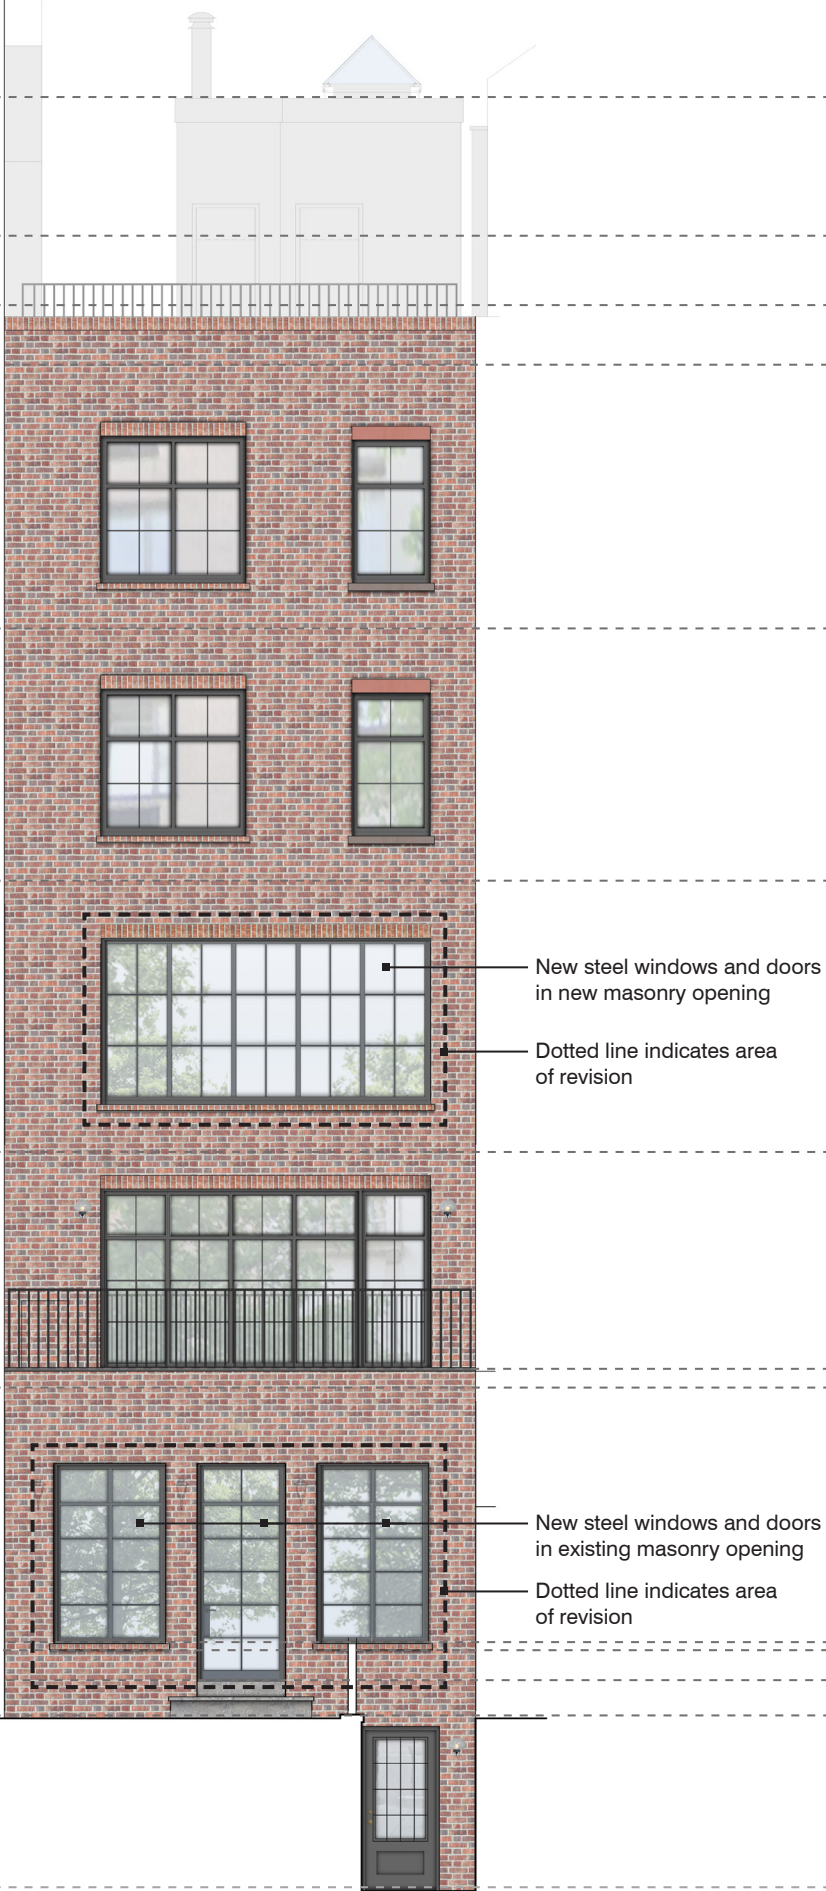 New steel windows and doors
in new masonry opening
Dotted line indicates area
of revision
New steel windows and doors
in existing masonry opening
Dotted line indicates area
of revision